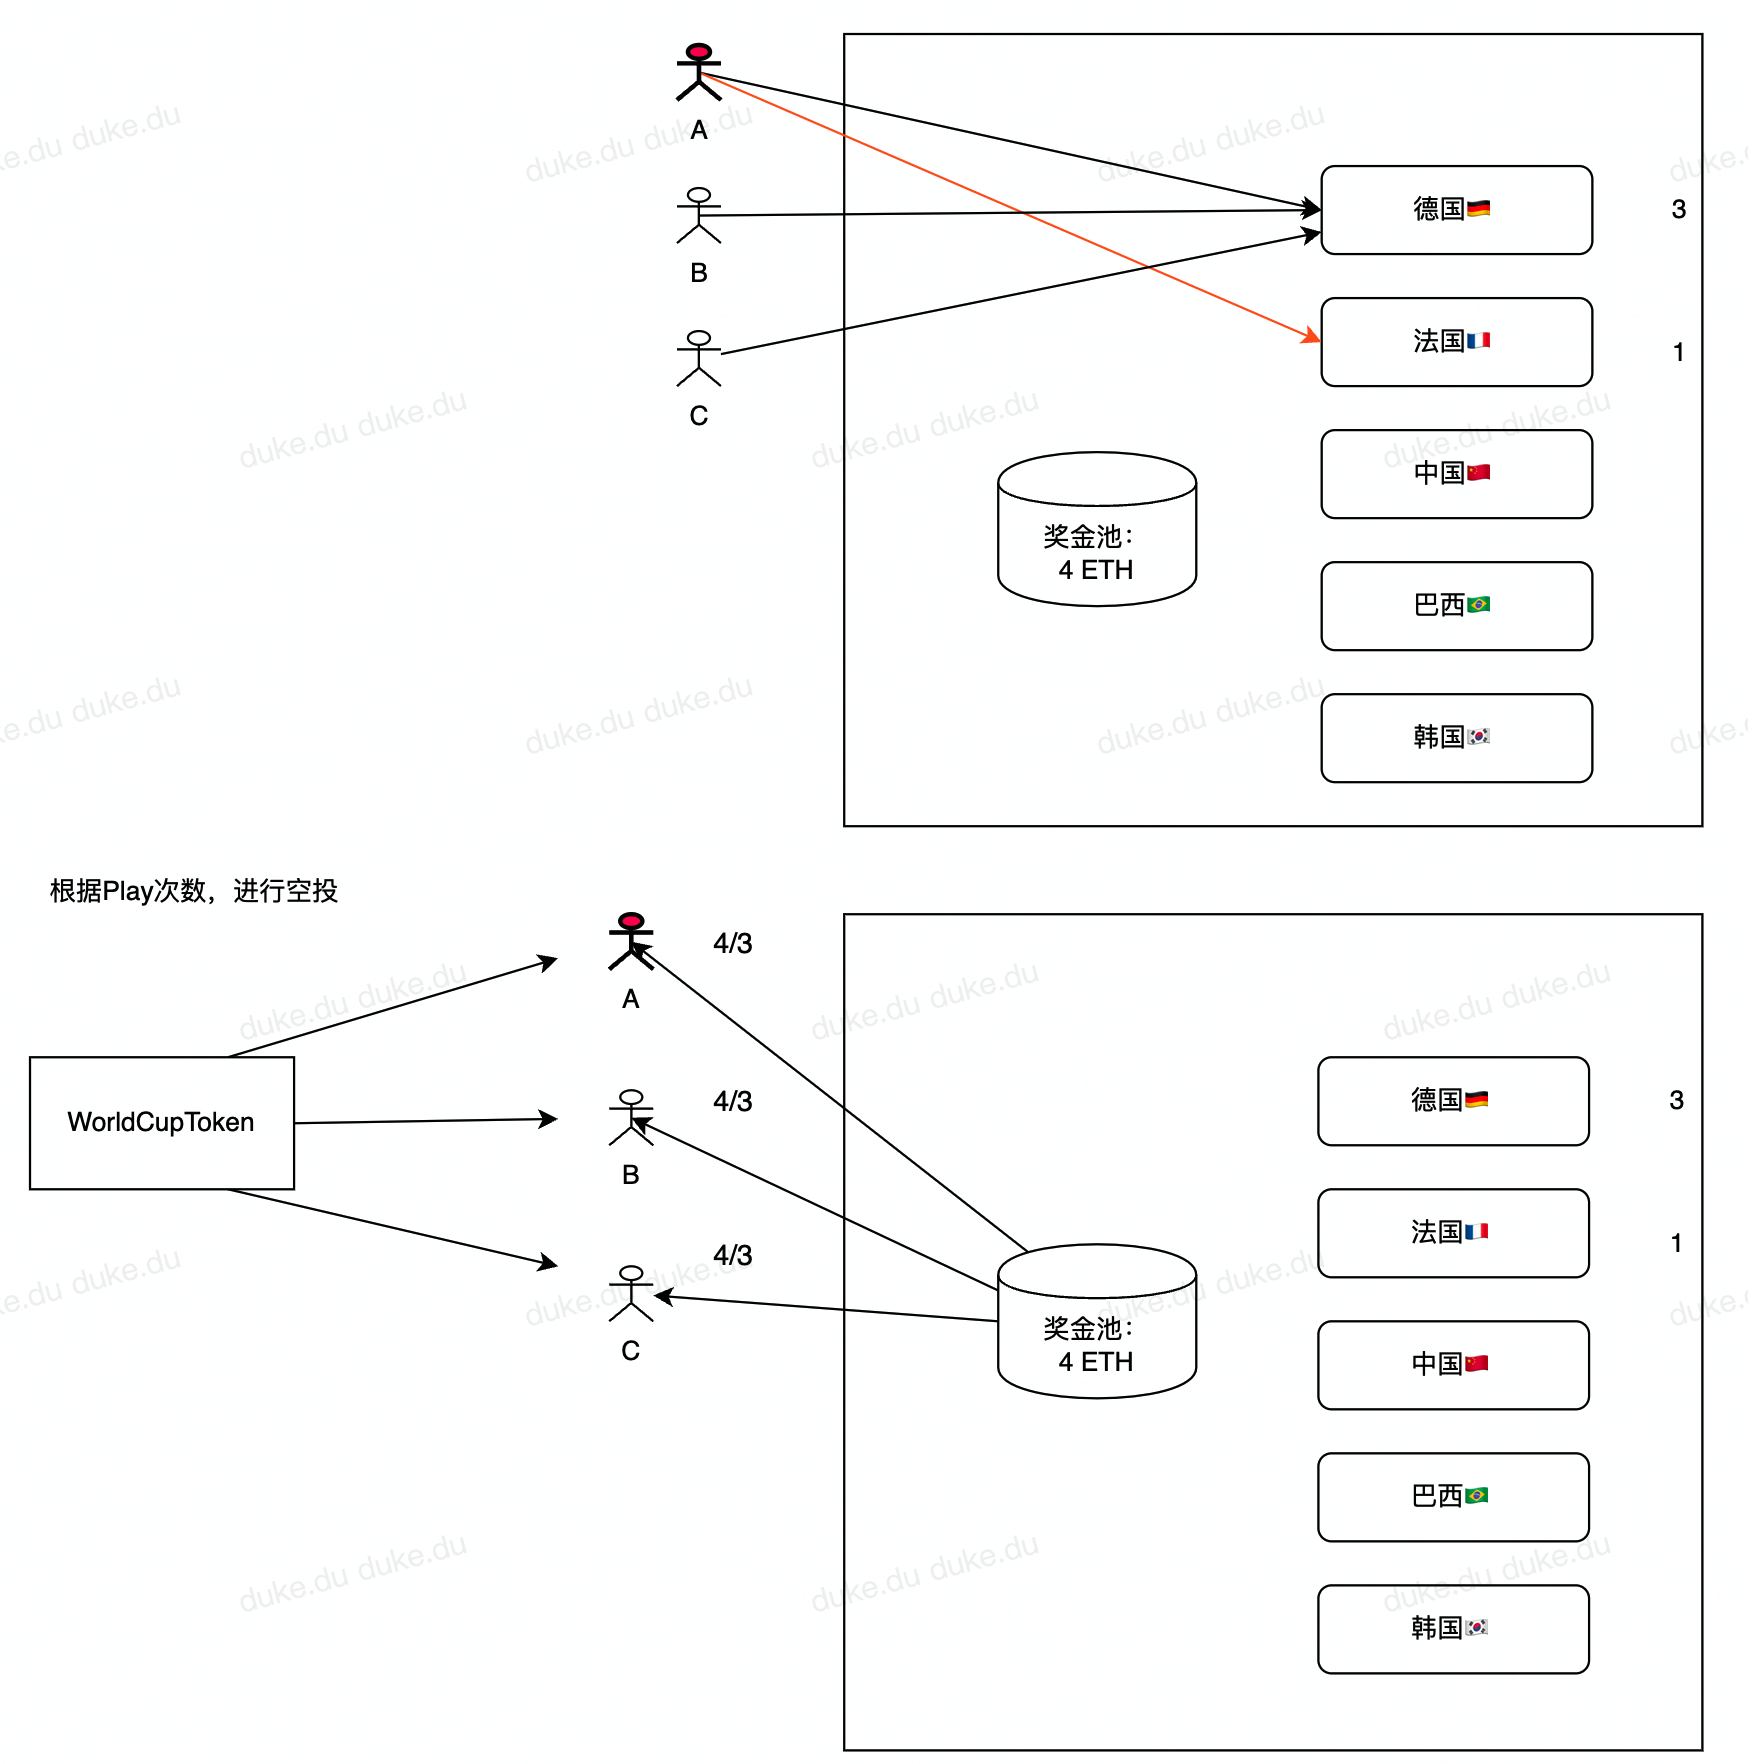 A
B
C
德国🇩🇪
3
法国🇫🇷
1
中国🇨🇳
巴西🇧🇷
韩国🇰🇷
奖金池：
4 ETH
根据Play次数，进行空投
WorldCupToken
A
4/3
B
4/3
C
4/3
德国🇩🇪
3
法国🇫🇷
1
中国🇨🇳
巴西🇧🇷
韩国🇰🇷
奖金池：
4 ETH
duke.du duke.du